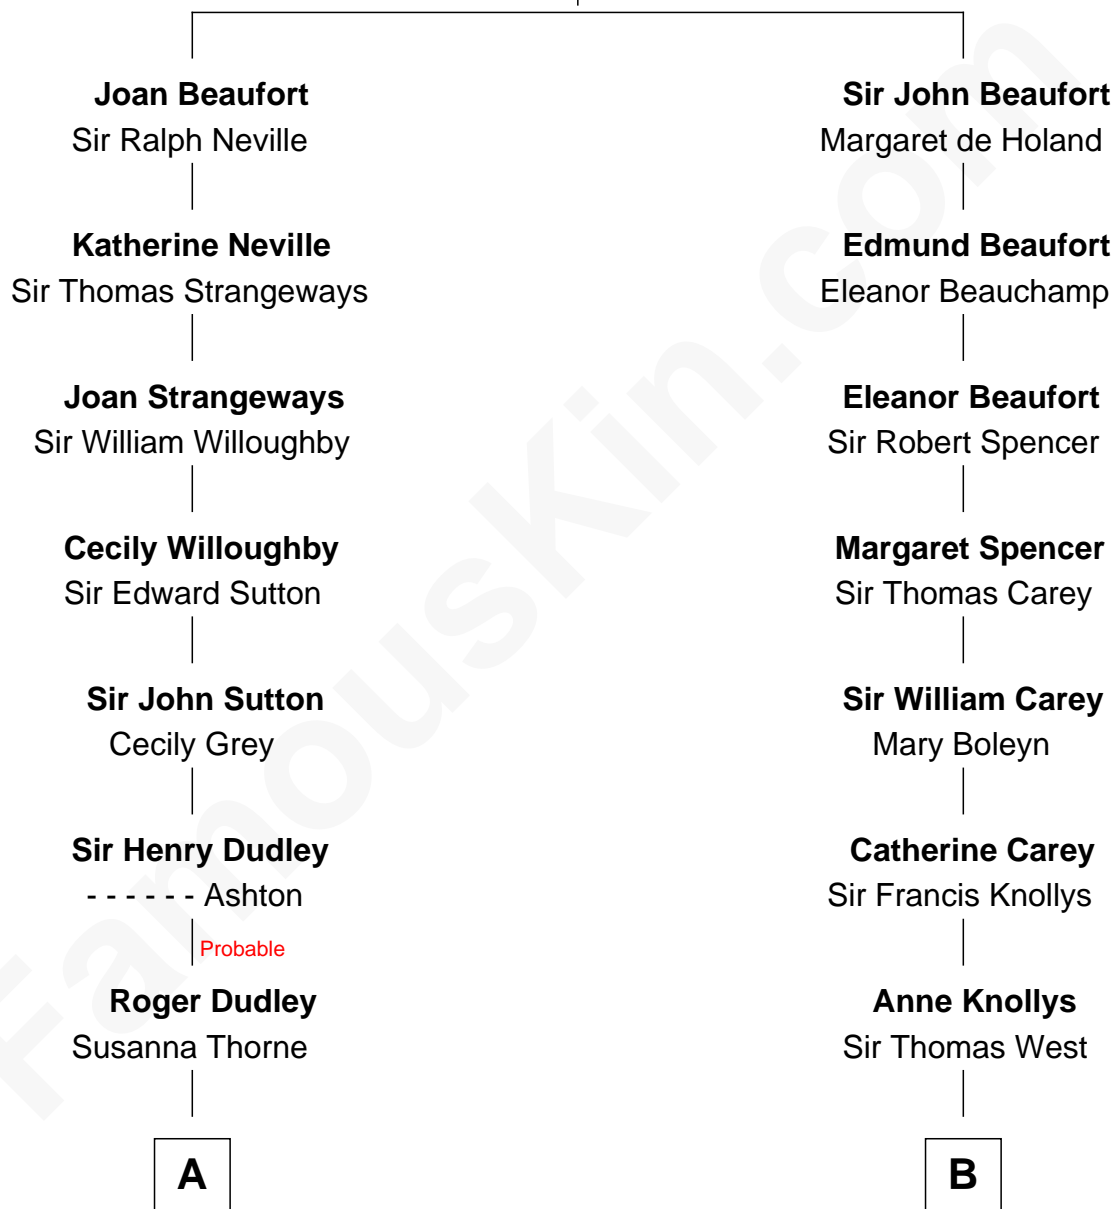 Joan Beaufort
Sir Ralph Neville
Katherine Neville
Sir Thomas Strangeways
Joan Strangeways
Sir William Willoughby
Cecily Willoughby
Sir Edward Sutton
Sir John Sutton
Cecily Grey
Sir Henry Dudley
- - - - - - Ashton
Probable
Roger Dudley
Susanna Thorne
A
Sir John Beaufort
Margaret de Holand
Edmund Beaufort
Eleanor Beauchamp
Eleanor Beaufort
Sir Robert Spencer
Margaret Spencer
Sir Thomas Carey
Sir William Carey
Mary Boleyn
Catherine Carey
Sir Francis Knollys
Anne Knollys
Sir Thomas West
B
FamousKin.com